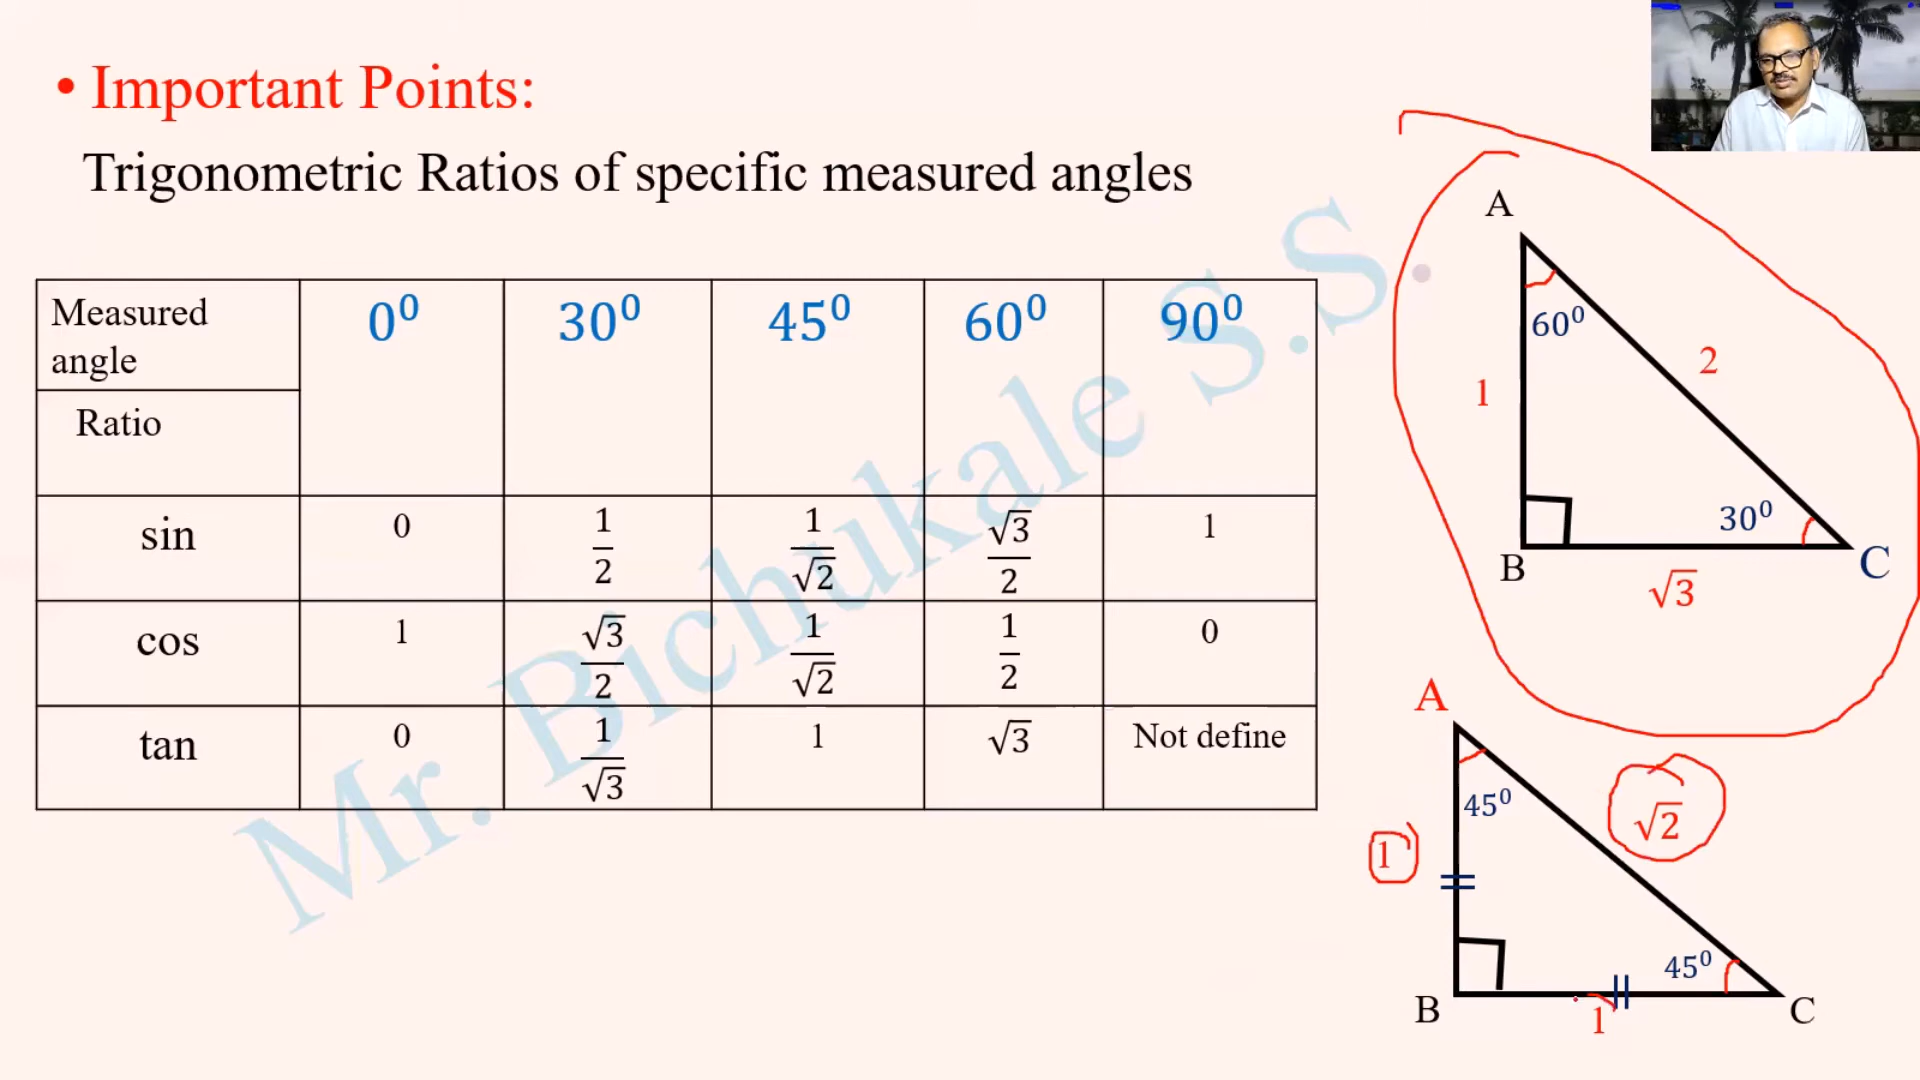 • Important Points:
Trigonometric Ratios of specific measured angles
Measured angle
Ratio
0⁰ 30⁰ 45⁰ 60⁰ 90⁰
sin 0 1/2 1/√2 √3/2 1
cos 1 √3/2 1/√2 1/2 0
tan 0 1/√3 1 √3 Not define
A
60⁰
2
1
30⁰
B
C
√3
A
45⁰
√2
1
45⁰
B
C
1
Mr. Bichukale S.S.